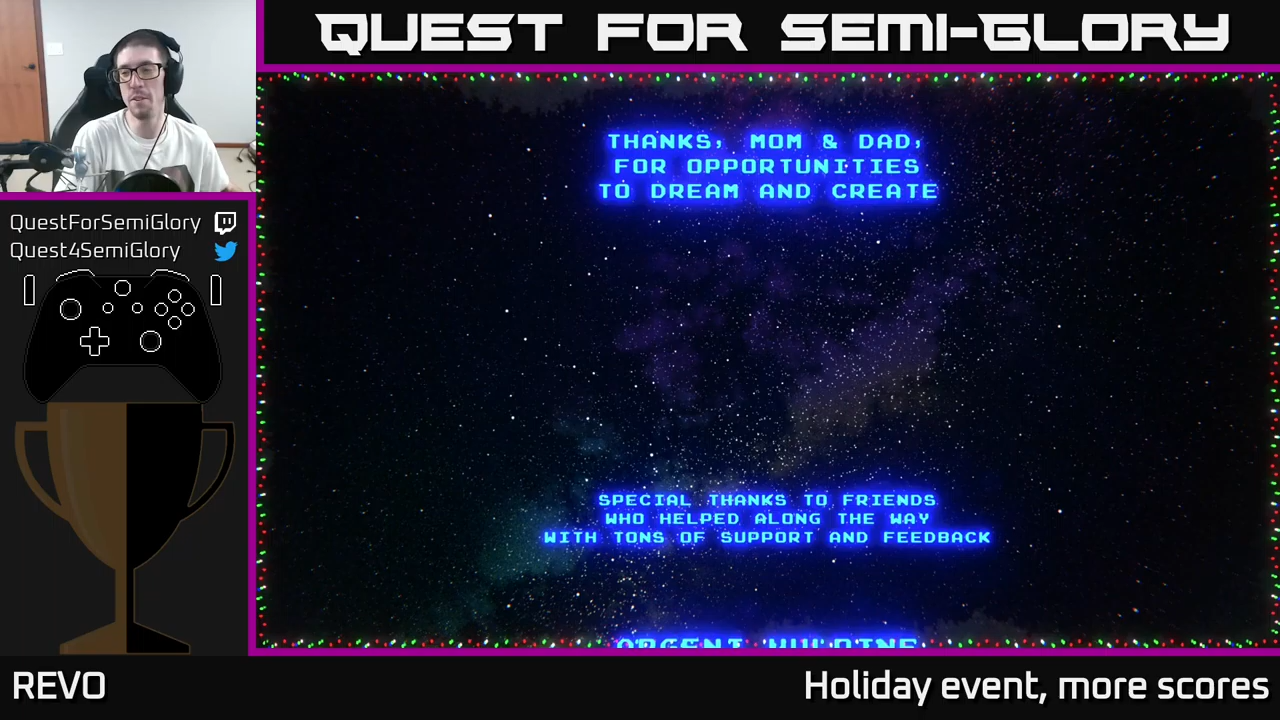 QUEST FOR SEMI-GLORY
THANKS, MOM & DAD,
FOR OPPORTUNITIES
TO DREAM AND CREATE
QuestForSemiGlory
Quest4SemiGlory
SPECIAL THANKS TO FRIENDS
WHO HELPED ALONG THE WAY
WITH TONS OF SUPPORT AND FEEDBACK
REVO
Holiday event, more scores